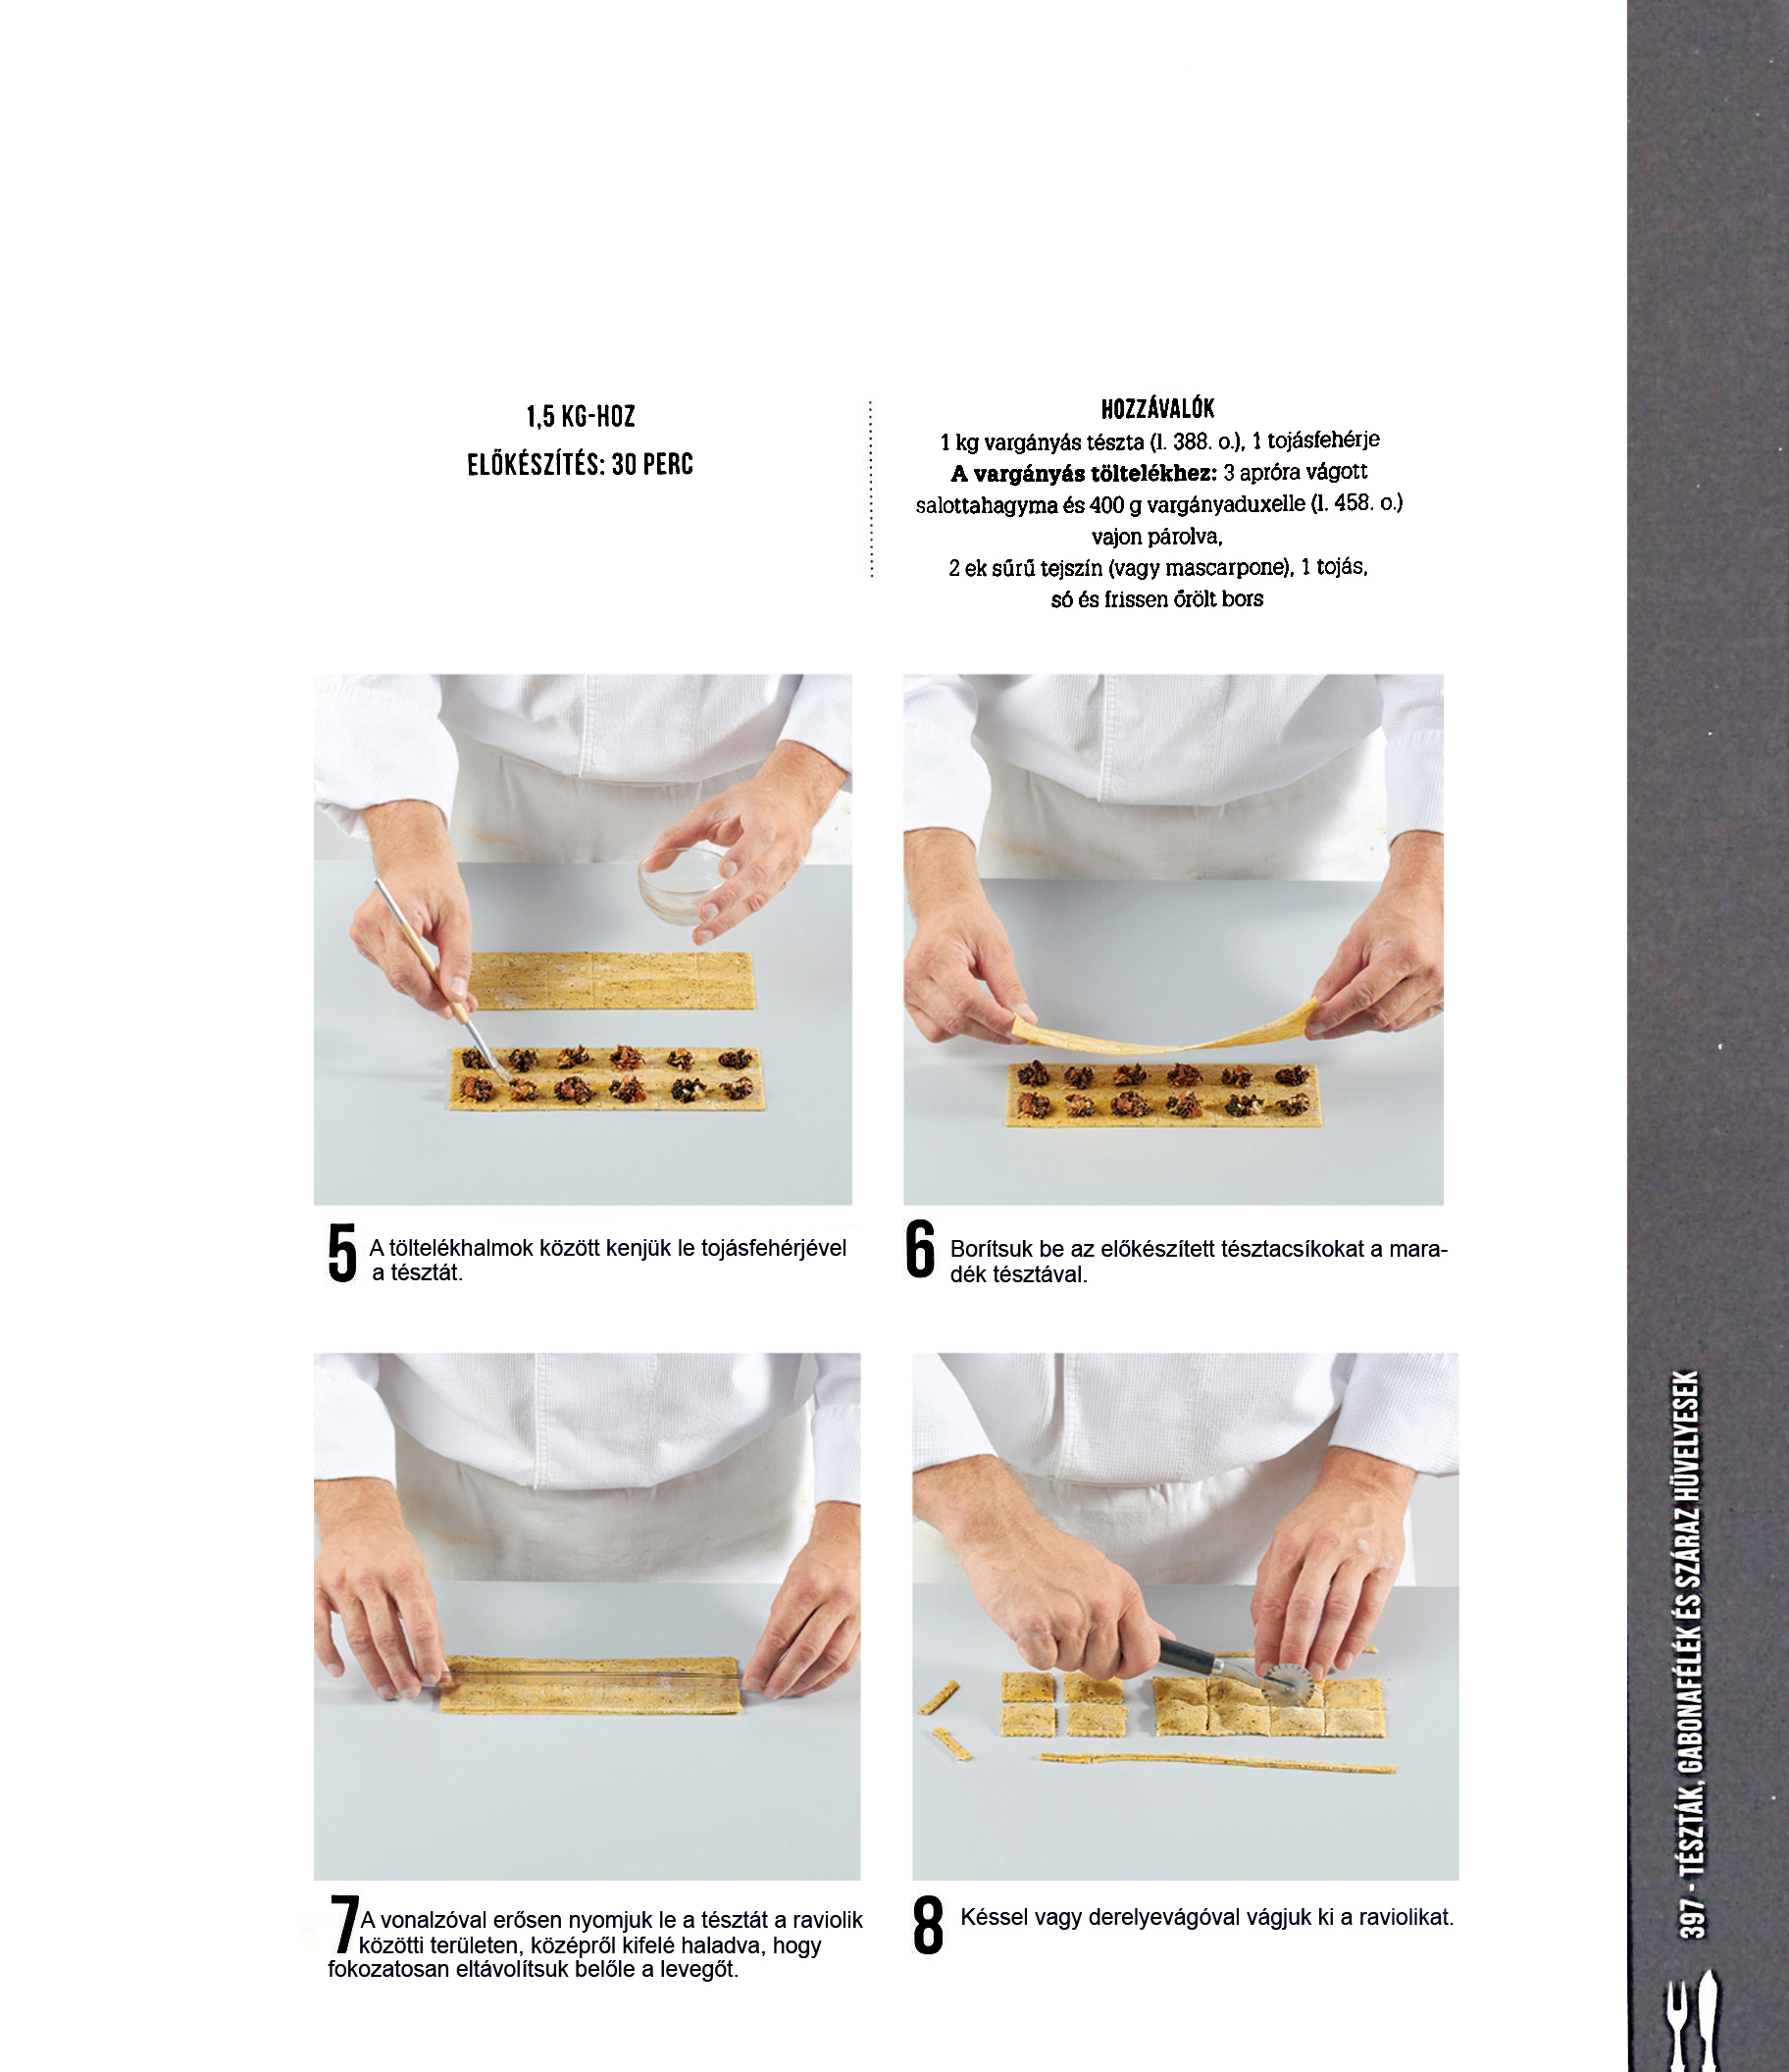 1,5 KG-HOZ
ELŐKÉSZÍTÉS: 30 PERC
HOZZÁVALÓK
1 kg vargányás tészta (l. 388. o.), 1 tojásfehérje
A vargányás töltelékhez: 3 apróra vágott
salottahagyma és 400 g vargányaduxelle (l. 458. o.)
vajon párolva,
2 ek sűrű tejszín (vagy mascarpone), 1 tojás,
só és frissen őrölt bors
5 A töltelékhalmok között kenjük le tojásfehérjével
a tésztát.
6 Borítsuk be az előkészített tésztacsíkokat a mara-
dék tésztával.
7 A vonalzóval erősen nyomjuk le a tésztát a raviolik
közötti területen, középről kifelé haladva, hogy
fokozatosan eltávolítsuk belőle a levegőt.
8 Késsel vagy derelyevágóval vágjuk ki a raviolikat.
397 - TÉSZTÁK, GABONAFÉLÉK ÉS SZÁRAZ HÜVELYESEK